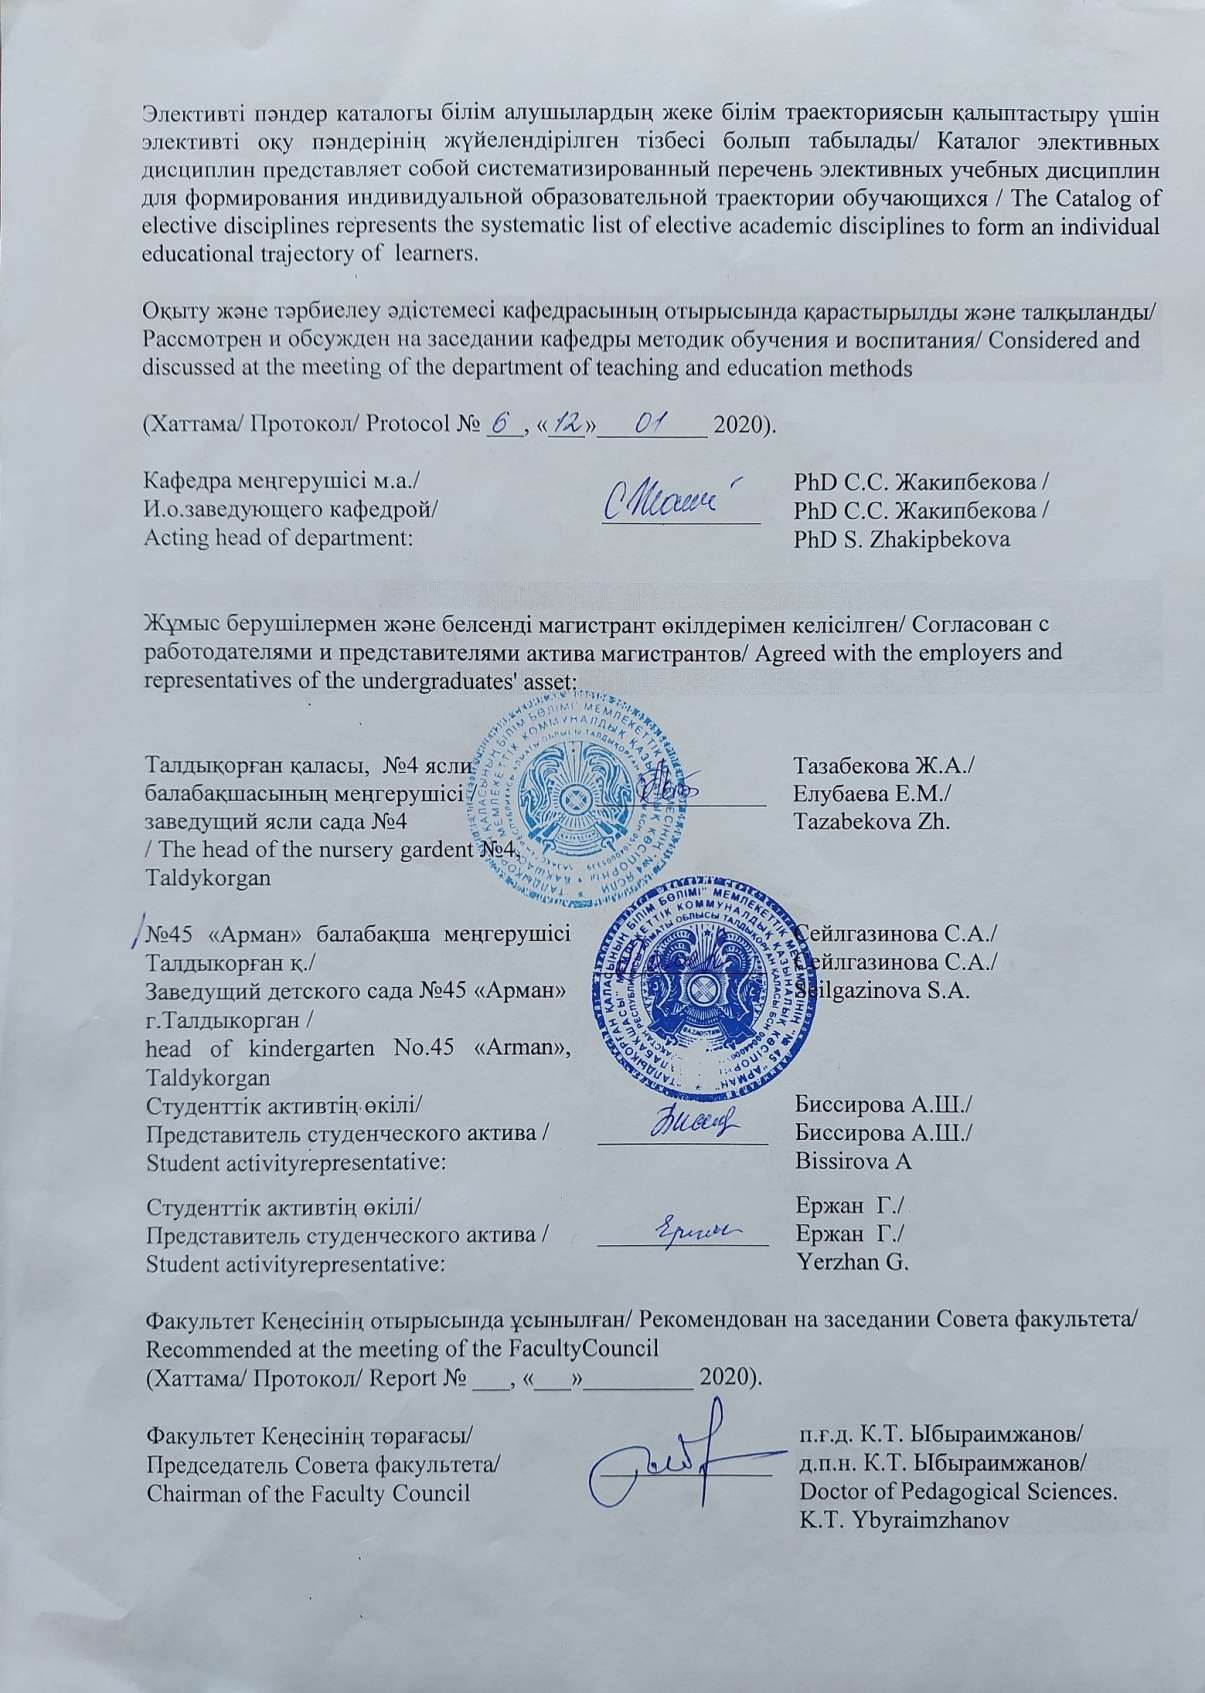 Элективті пәндер каталогы білім алушылардың жеке білім траекториясын қалыптастыру үшін
элективті оқу пәндерінің жүйелендірілген тізбесі болып табылады/ Каталог элективных
дисциплин представляет собой систематизированный перечень элективных учебных дисциплин
для формирования индивидуальной образовательной траектории обучающихся / The Catalog of
elective disciplines represents the systematic list of elective academic disciplines to form an individual
educational trajectory of learners.
Оқыту және тәрбиелеу әдістемесі кафедрасының отырысында қарастырылды және талқыланды/
Рассмотрен и обсужден на заседании кафедры методик обучения и воспитания/ Considered and
discussed at the meeting of the department of teaching and education methods
(Хаттама/ Протокол/ Protocol № 6, «12» 01 2020).
Кафедра меңгерушісі м.а./
И.о.заведующего кафедрой/
Acting head of department:
PhD С.С. Жакипбекова /
PhD С.С. Жакипбекова /
PhD S. Zhakipbekova
Жұмыс берушілермен және белсенді магистрант өкілдерімен келісілген/ Согласован с
работодателями и представителями актива магистрантов/ Agreed with the employers and
representatives of the undergraduates' asset:
Талдықорған қаласы, №4 ясли
балабақшасының меңгерушісі /
заведущий ясли сада №4
/ The head of the nursery gardent №4,
Taldykorgan
Тазабекова Ж.А./
Елубаева Е.М./
Tazabekova Zh.
№45 «Арман» балабақша меңгерушісі
Талдыкорған қ./
Заведущий детского сада №45 «Арман»
г.Талдыкорган /
head of kindergarten No.45 «Arman»,
Taldykorgan
Сейлгазинова С.А./
Сейлгазинова С.А./
Seilgazinova S.A.
Студенттік активтің өкілі/
Представитель студенческого актива /
Student activityrepresentative:
Биссирова А.Ш./
Биссирова А.Ш./
Bissirova A
Студенттік активтің өкілі/
Представитель студенческого актива /
Student activityrepresentative:
Ержан Г./
Ержан Г./
Yerzhan G.
Факультет Кеңесінің отырысында ұсынылған/ Рекомендован на заседании Совета факультета/
Recommended at the meeting of the FacultyCouncil
(Хаттама/ Протокол/ Report № ___, «___»_________ 2020).
Факультет Кеңесінің төрағасы/
Председатель Совета факультета/
Chairman of the Faculty Council
п.ғ.д. К.Т. Ыбыраимжанов/
д.п.н. К.Т. Ыбыраимжанов/
Doctor of Pedagogical Sciences.
K.T. Ybyraimzhanov